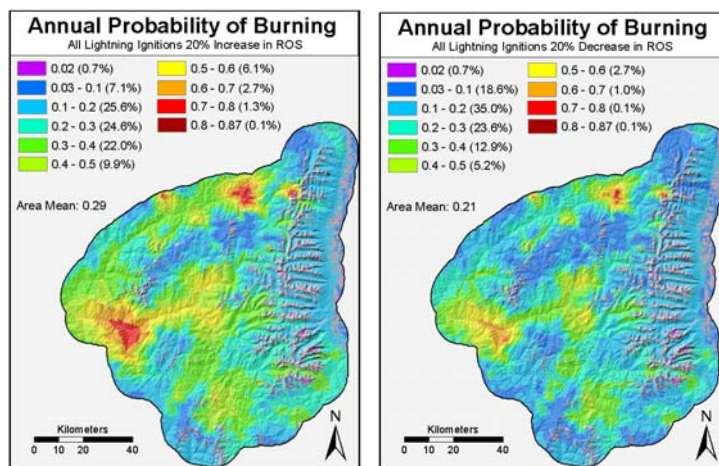 Annual Probability of Burning
All Lightning Ignitions 20% Increase in ROS
0.02 (0.7%)
0.03 - 0.1 (7.1%)
0.1 - 0.2 (25.6%)
0.2 - 0.3 (24.6%)
0.3 - 0.4 (22.0%)
0.4 - 0.5 (9.9%)
0.5 - 0.6 (6.1%)
0.6 - 0.7 (2.7%)
0.7 - 0.8 (1.3%)
0.8 - 0.87 (0.1%)
Area Mean: 0.29
Kilometers
0 10 20 40
N
Annual Probability of Burning
All Lightning Ignitions 20% Decrease in ROS
0.02 (0.7%)
0.03 - 0.1 (18.6%)
0.1 - 0.2 (35.0%)
0.2 - 0.3 (23.6%)
0.3 - 0.4 (12.9%)
0.4 - 0.5 (5.2%)
0.5 - 0.6 (2.7%)
0.6 - 0.7 (1.0%)
0.7 - 0.8 (0.1%)
0.8 - 0.87 (0.1%)
Area Mean: 0.21
Kilometers
0 10 20 40
N